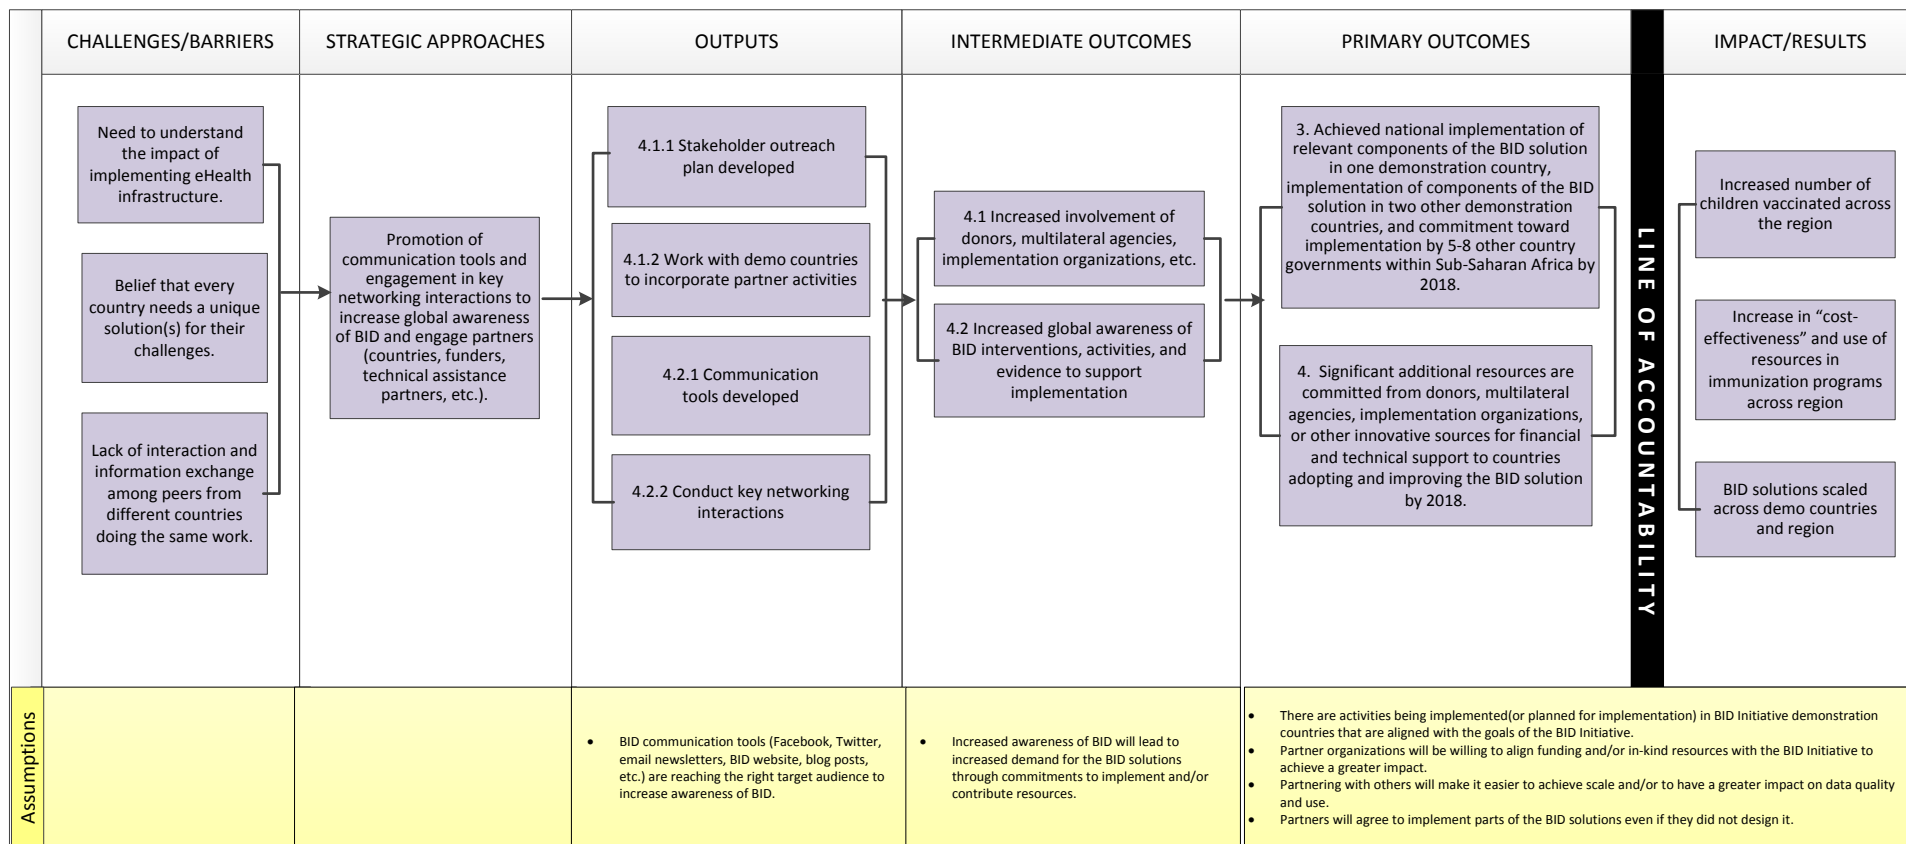 CHALLENGES/BARRIERS
STRATEGIC APPROACHES
OUTPUTS
INTERMEDIATE OUTCOMES
PRIMARY OUTCOMES
IMPACT/RESULTS
Need to understand
the impact of
implementing eHealth
infrastructure.
Belief that every
country needs a unique
solution(s) for their
challenges.
Lack of interaction and
information exchange
among peers from
different countries
doing the same work.
Promotion of
communication tools and
engagement in key
networking interactions to
increase global awareness
of BID and engage partners
(countries, funders,
technical assistance
partners, etc.).
4.1.1 Stakeholder outreach
plan developed
4.1.2 Work with demo countries
to incorporate partner activities
4.2.1 Communication
tools developed
4.2.2 Conduct key networking
interactions
4.1 Increased involvement of
donors, multilateral agencies,
implementation organizations, etc.
4.2 Increased global awareness of
BID interventions, activities, and
evidence to support
implementation
3. Achieved national implementation of
relevant components of the BID solution
in one demonstration country,
implementation of components of the BID
solution in two other demonstration
countries, and commitment toward
implementation by 5-8 other country
governments within Sub-Saharan Africa by
2018.
4. Significant additional resources are
committed from donors, multilateral
agencies, implementation organizations,
or other innovative sources for financial
and technical support to countries
adopting and improving the BID solution
by 2018.
LINE OF ACCOUNTABILITY
Increased number of
children vaccinated across
the region
Increase in “cost-
effectiveness” and use of
resources in
immunization programs
across region
BID solutions scaled
across demo countries
and region
Assumptions
• BID communication tools (Facebook, Twitter,
email newsletters, BID website, blog posts,
etc.) are reaching the right target audience to
increase awareness of BID.
• Increased awareness of BID will lead to
increased demand for the BID solutions
through commitments to implement and/or
contribute resources.
• There are activities being implemented(or planned for implementation) in BID Initiative demonstration
countries that are aligned with the goals of the BID Initiative.
• Partner organizations will be willing to align funding and/or in-kind resources with the BID Initiative to
achieve a greater impact.
• Partnering with others will make it easier to achieve scale and/or to have a greater impact on data quality
and use.
• Partners will agree to implement parts of the BID solutions even if they did not design it.